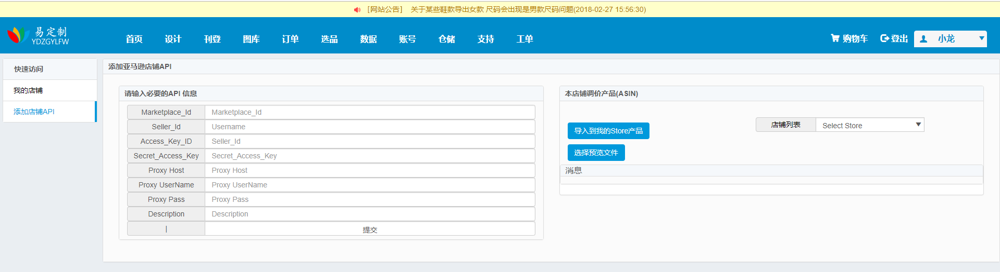 ［网站公告］ 关于某些鞋款导出女款 尺码会出现是男款尺码问题(2018-02-27 15:56:30)
易定制
YDZGYLFW
首页 设计 刊登 图库 订单 选品 数据 账号 仓储 支持 工单 购物车 登出 小龙
快速访问
我的店铺
添加店铺API
添加亚马逊店铺API
请输入必要的API 信息
Marketplace_Id Marketplace_Id
Seller_Id Username
Access_Key_ID Seller_Id
Secret_Access_Key Secret_Access_Key
Proxy Host Proxy Host
Proxy UserName Proxy UserName
Proxy Pass Proxy Pass
Description Description
| 提交
本店铺调价产品(ASIN)
店铺列表 Select Store
导入到我的Store产品
选择预览文件
消息